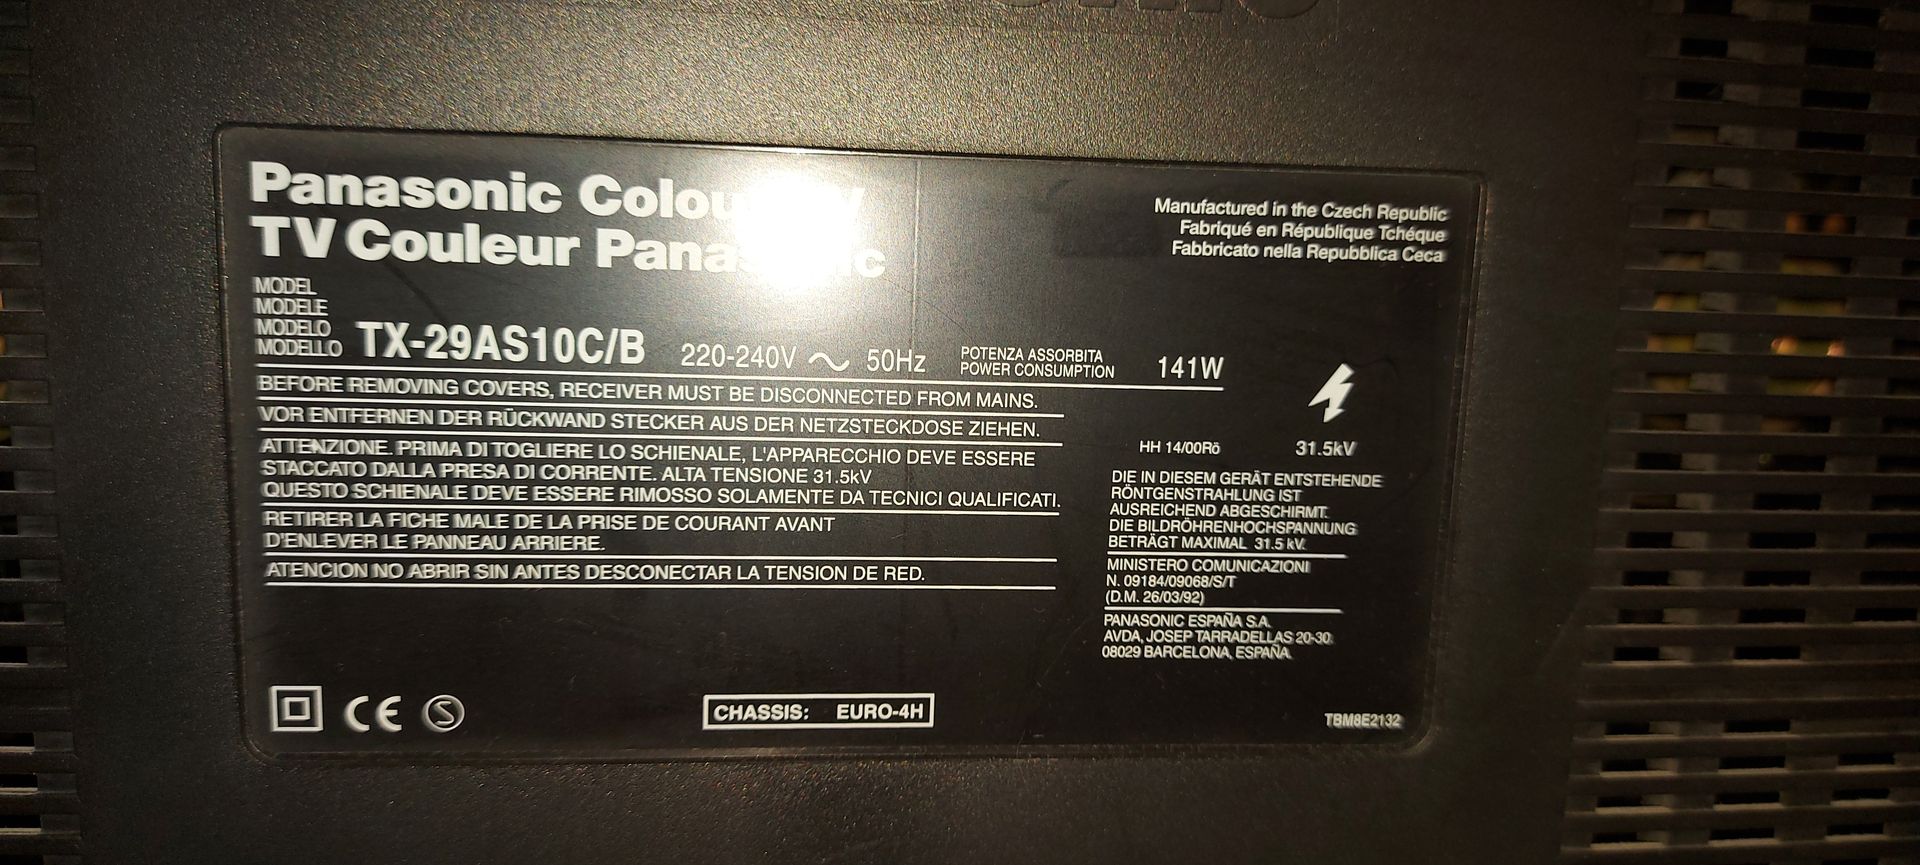 Panasonic
TV Couleur
MODEL
MODELE
MODELO
MODELLO
TX-29AS10C/B
220-240V ~ 50Hz
POTENZA ASSORBITA
POWER CONSUMPTION
141W
BEFORE REMOVING COVERS, RECEIVER MUST BE DISCONNECTED FROM MAINS.
VOR ENTFERNEN DER RÜCKWAND STECKER AUS DER NETZSTECKDOSE ZIEHEN.
ATTENZIONE. PRIMA DI TOGLIERE LO SCHIENALE, L'APPARECCHIO DEVE ESSERE
STACCATO DALLA PRESA DI CORRENTE. ALTA TENSIONE 31.5kV
QUESTO SCHIENALE DEVE ESSERE RIMOSSO SOLAMENTE DA TECNICI QUALIFICATI.
RETIRER LA FICHE MALE DE LA PRISE DE COURANT AVANT
D'ENLEVER LE PANNEAU ARRIERE.
ATENCION NO ABRIR SIN ANTES DESCONECTAR LA TENSION DE RED.
CE
S
CHASSIS: EURO-4H
Manufactured in the Czech Republic
Fabriqué en République Tchéque
Fabbricato nella Repubblica Ceca
HH 14/00Rö
31.5kV
DIE IN DIESEM GERÄT ENTSTEHENDE
RÖNTGENSTRAHLUNG IST
AUSREICHEND ABGESCHIRMT.
DIE BILDRÖHRENHOCHSPANNUNG
BETRÄGT MAXIMAL 31.5 kV.
MINISTERO COMUNICAZIONI
N. 09184/09068/S/T
(D.M. 26/03/92)
PANASONIC ESPAÑA S.A.
AVDA, JOSEP TARRADELLAS 20-30
08029 BARCELONA, ESPAÑA.
TBM8E2132